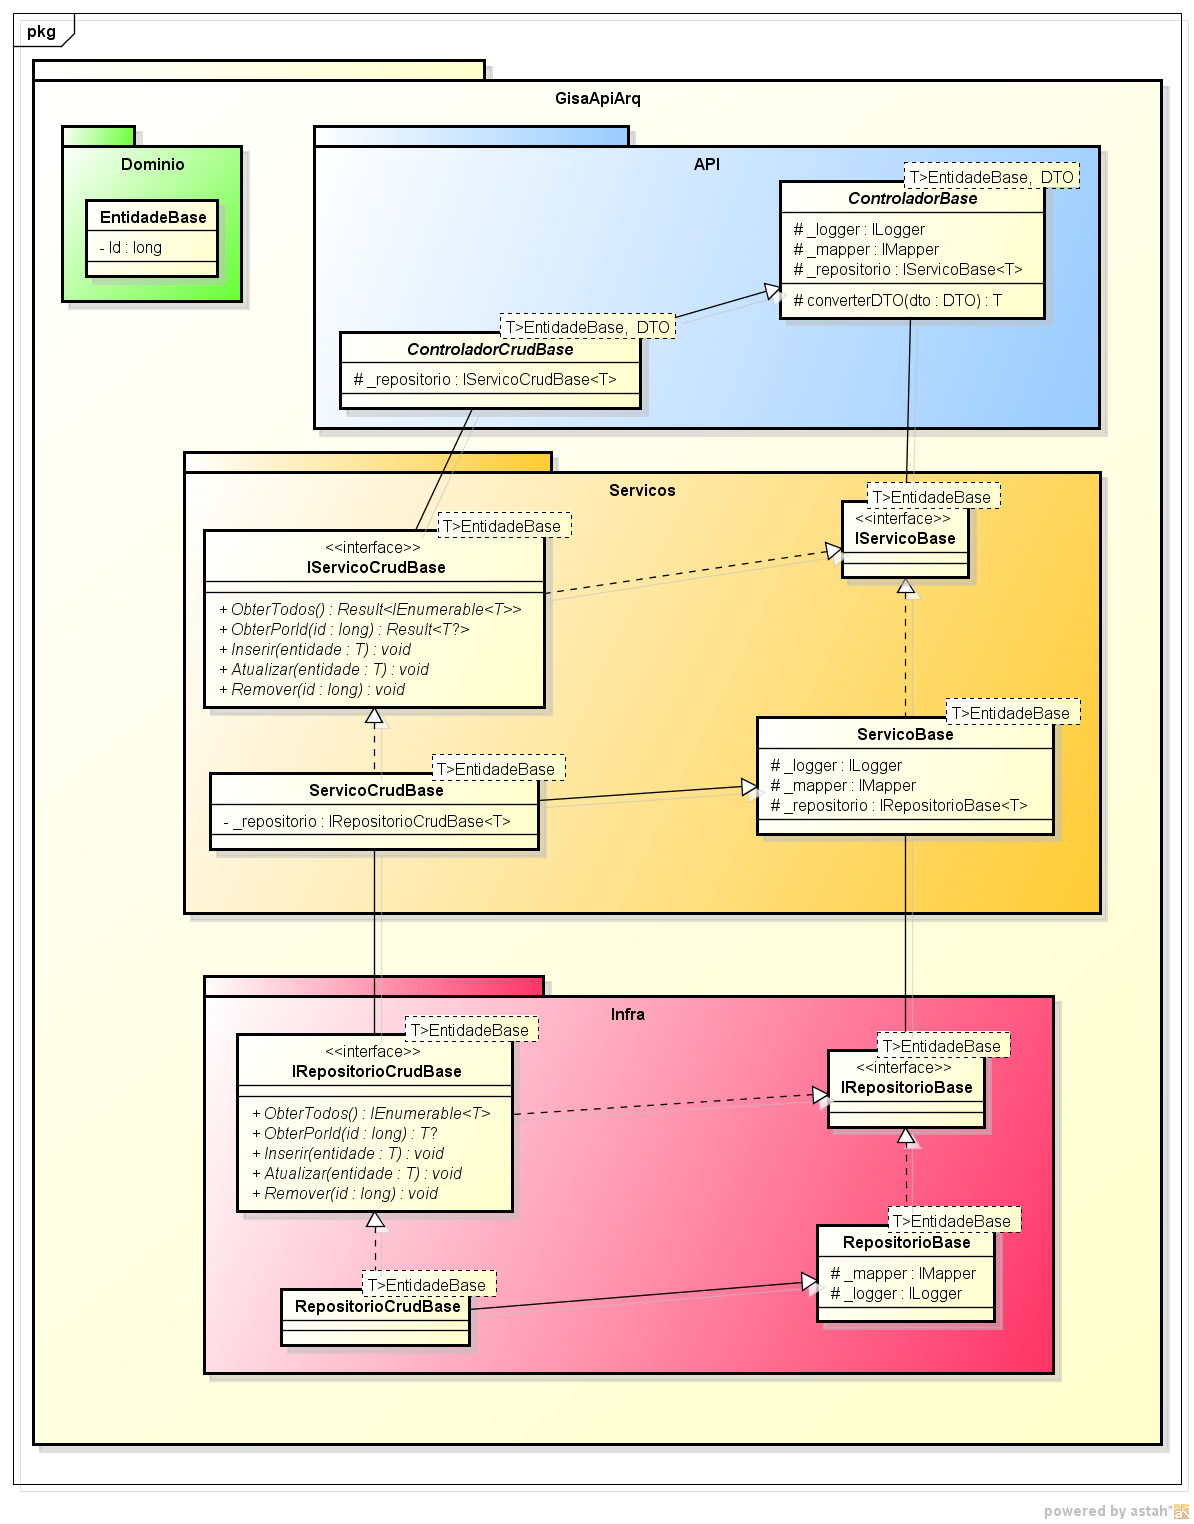 pkg
GisaApiArq
Dominio
EntidadeBase
- Id : long
API
T>EntidadeBase, DTO
ControladorBase
# _logger : ILogger
# _mapper : IMapper
# _repositorio : IServicoBase<T>
# converterDTO(dto : DTO) : T
T>EntidadeBase, DTO
ControladorCrudBase
# _repositorio : IServicoCrudBase<T>
Servicos
T>EntidadeBase
<<interface>>
IServicoBase
T>EntidadeBase
<<interface>>
IServicoCrudBase
+ ObterTodos() : Result<IEnumerable<T>>
+ ObterPorId(id : long) : Result<T?>
+ Inserir(entidade : T) : void
+ Atualizar(entidade : T) : void
+ Remover(id : long) : void
T>EntidadeBase
ServicoBase
# _logger : ILogger
# _mapper : IMapper
# _repositorio : IRepositorioBase<T>
T>EntidadeBase
ServicoCrudBase
- _repositorio : IRepositorioCrudBase<T>
Infra
T>EntidadeBase
<<interface>>
IRepositorioCrudBase
+ ObterTodos() : IEnumerable<T>
+ ObterPorId(id : long) : T?
+ Inserir(entidade : T) : void
+ Atualizar(entidade : T) : void
+ Remover(id : long) : void
T>EntidadeBase
<<interface>>
IRepositorioBase
T>EntidadeBase
RepositorioBase
# _mapper : IMapper
# _logger : ILogger
T>EntidadeBase
RepositorioCrudBase
powered by astah*